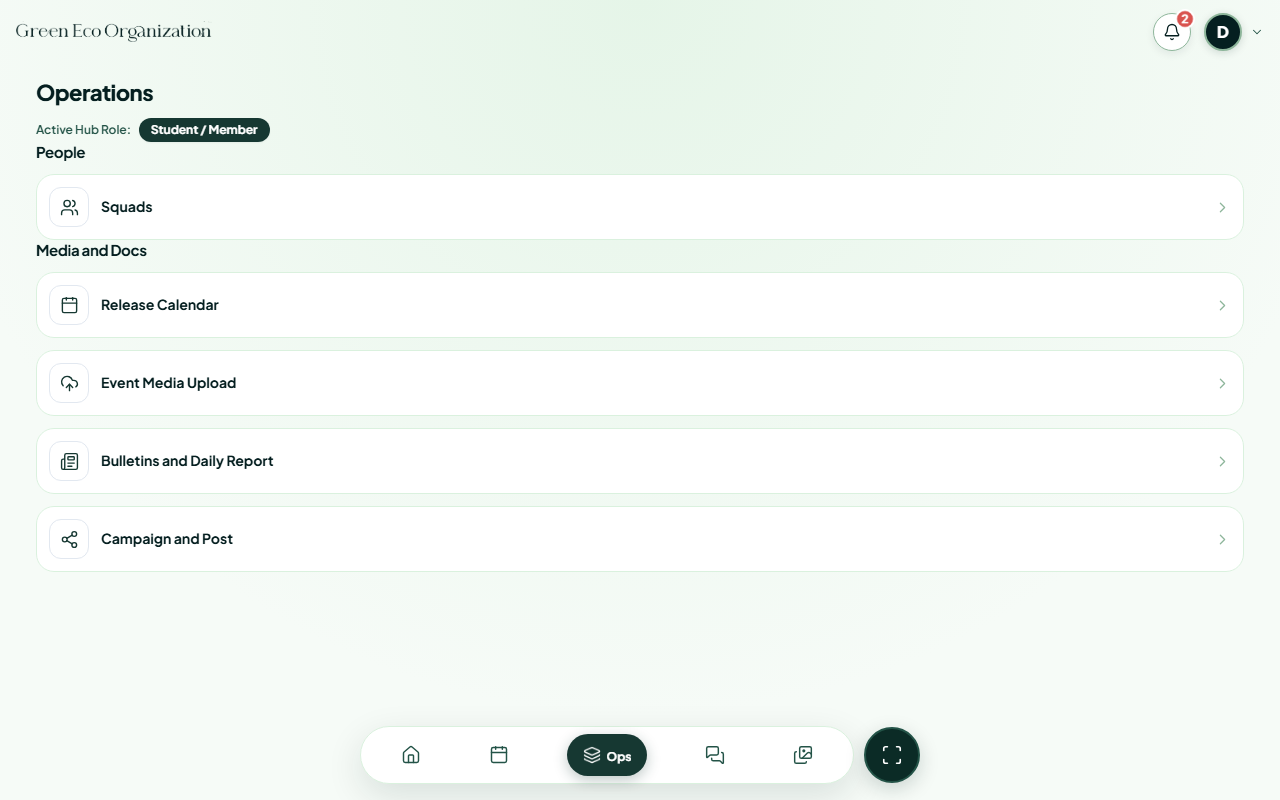 Green Eco Organization
2
D
Operations
Active Hub Role: Student / Member
People
Squads
Media and Docs
Release Calendar
Event Media Upload
Bulletins and Daily Report
Campaign and Post
Ops